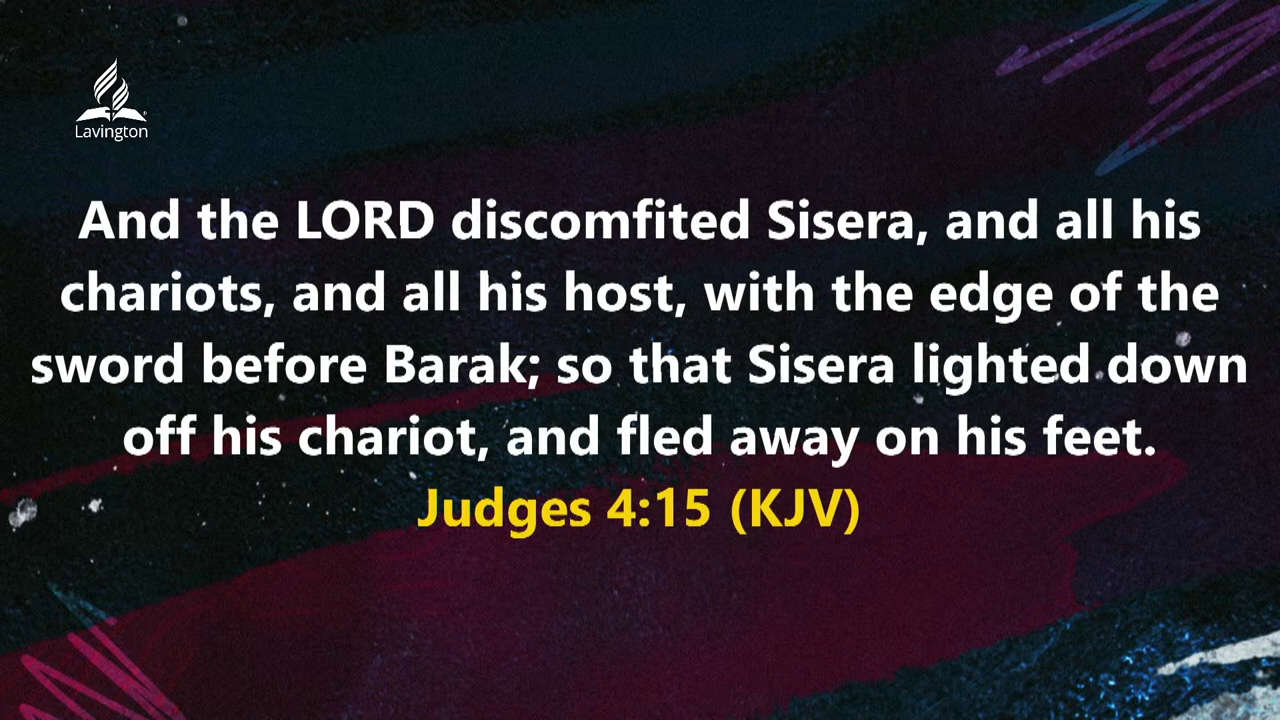 Lavington
And the LORD discomfited Sisera, and all his
chariots, and all his host, with the edge of the
sword before Barak; so that Sisera lighted down
off his chariot, and fled away on his feet.
Judges 4:15 (KJV)